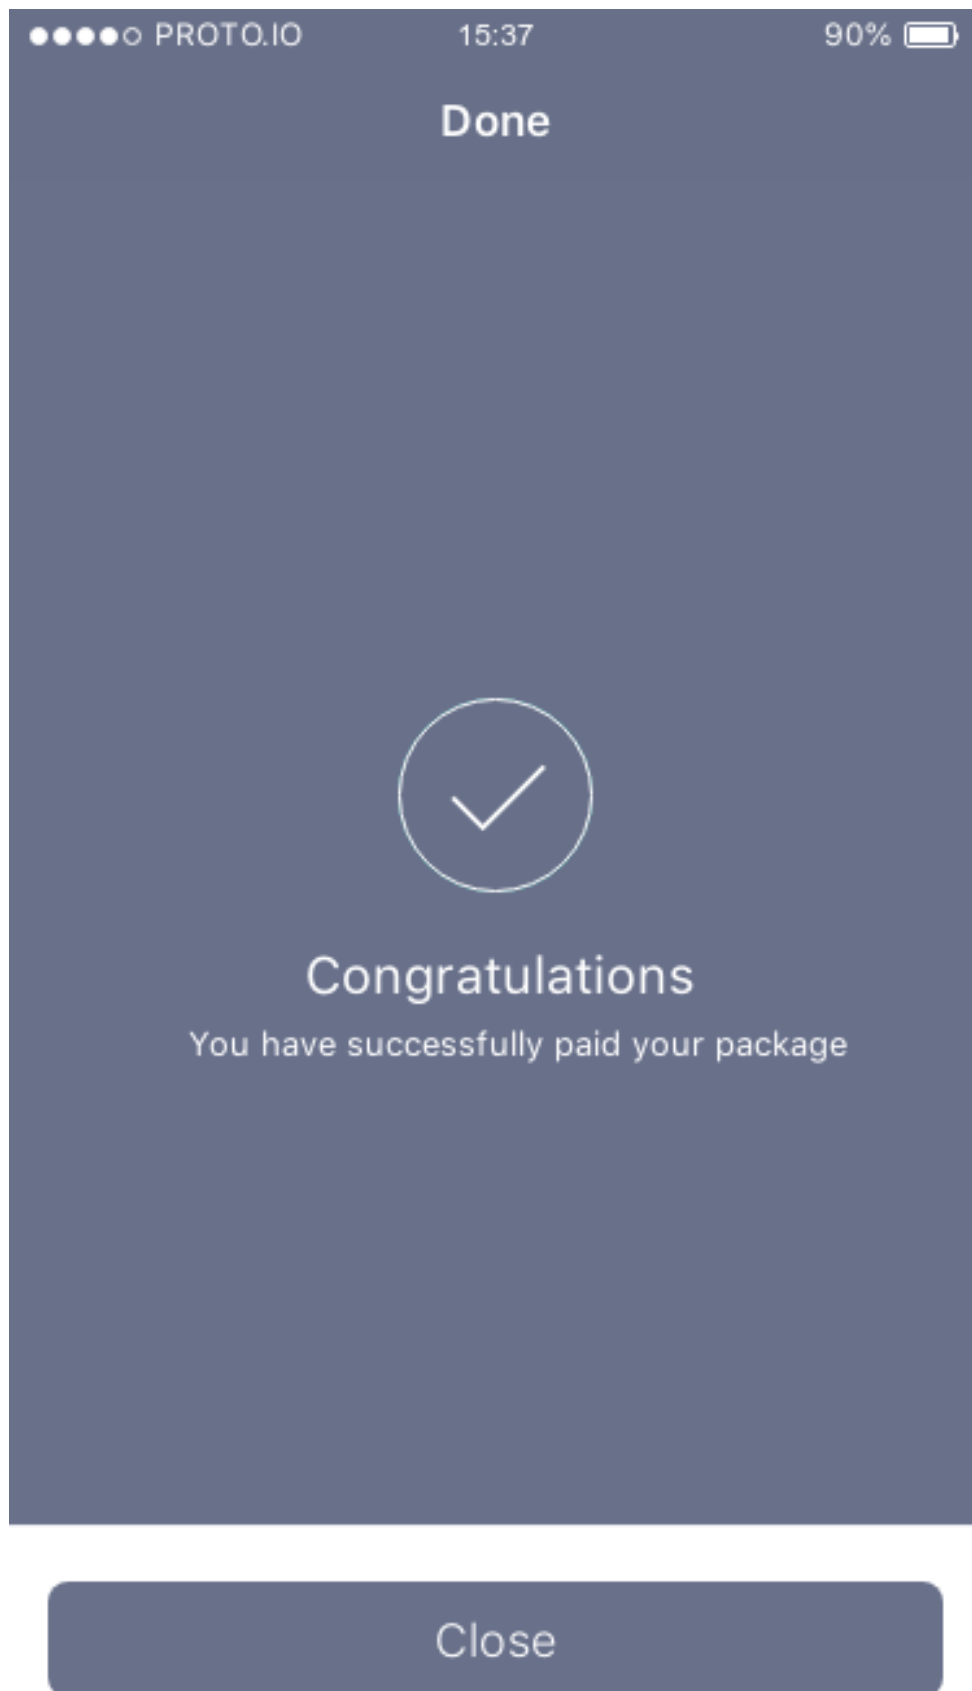 PROTO.IO 15:37 90%
Done
Congratulations
You have successfully paid your package
Close